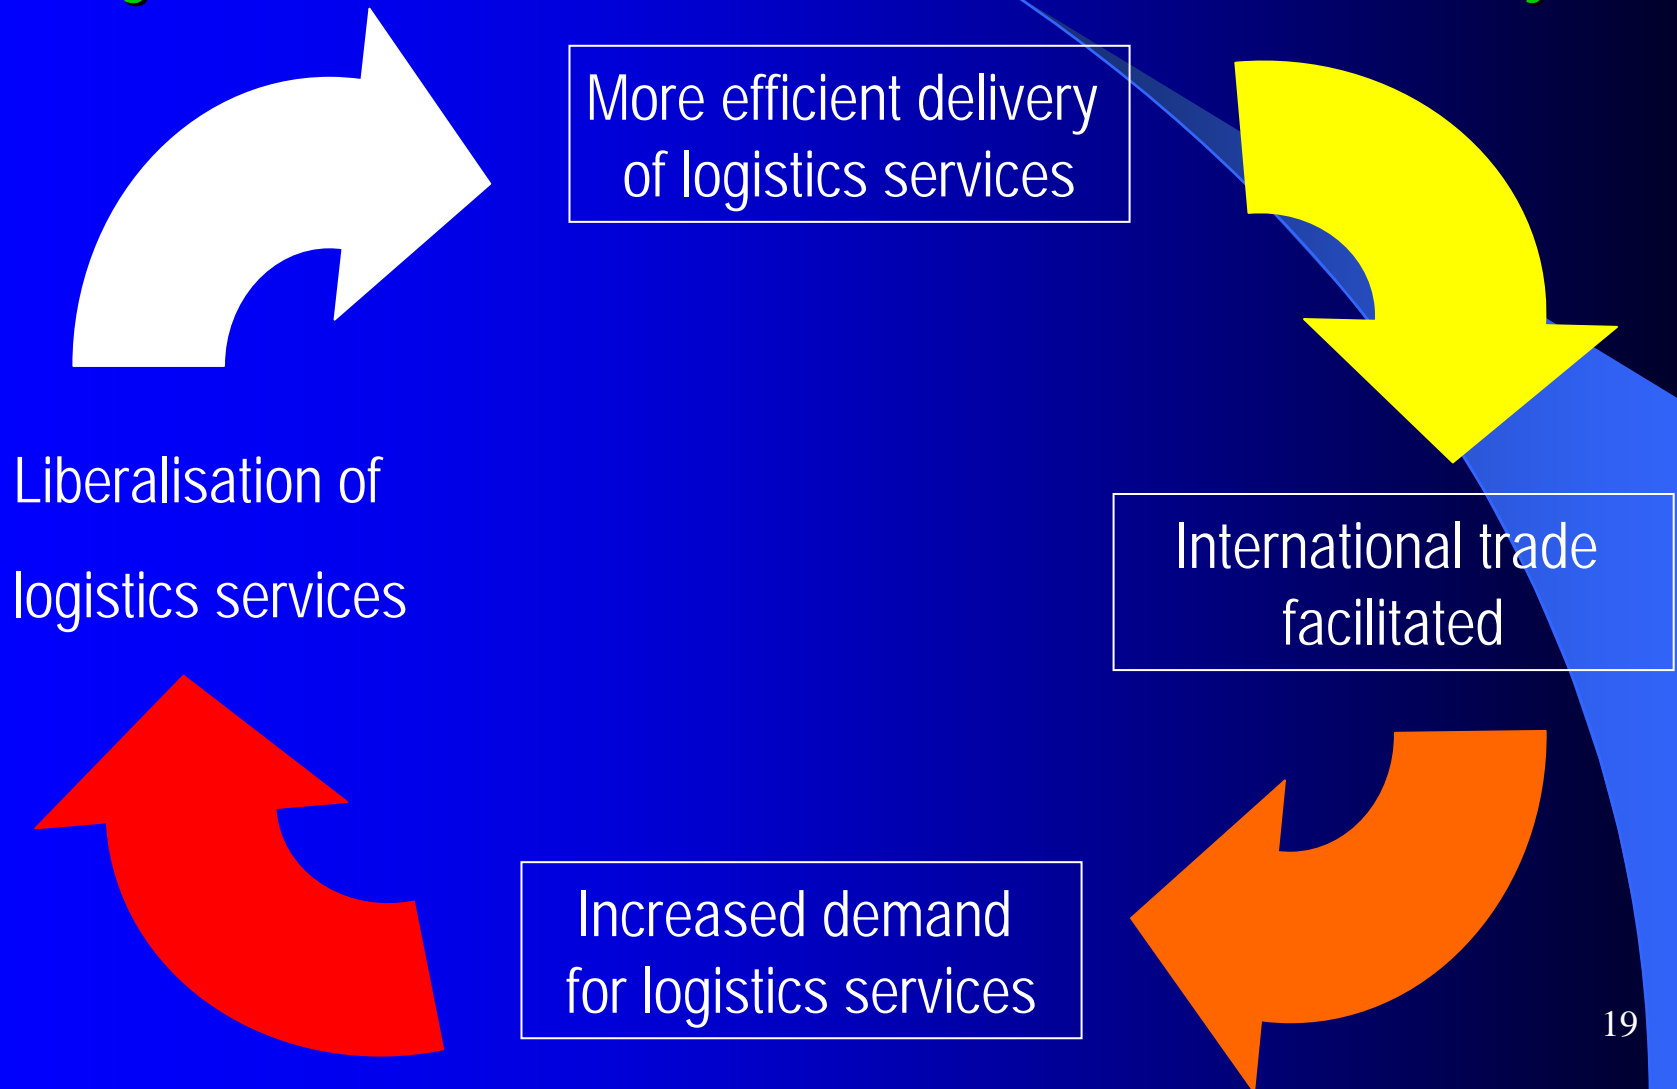 More efficient delivery
of logistics services
Liberalisation of
logistics services
International trade
facilitated
Increased demand
for logistics services
19